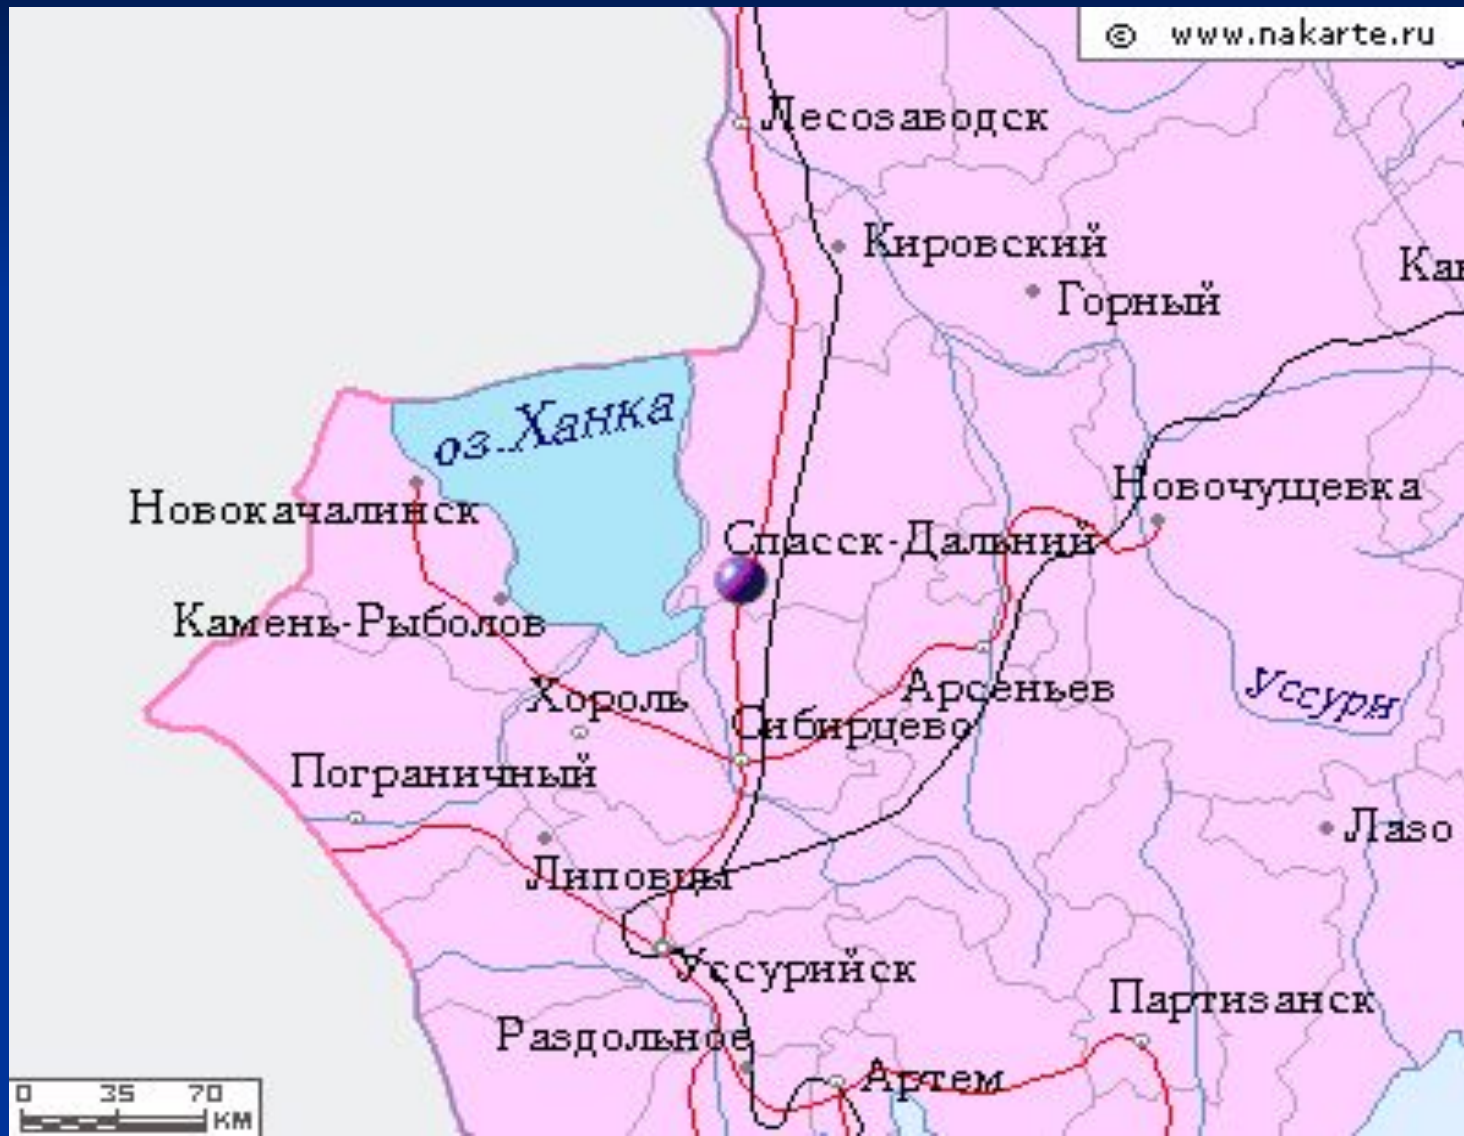 © www.nakarte.ru
Лесозаводск
Кировский
Горный
оз.Ханка
Новочущевка
Новокачалинск
Спасск-Дальний
Камень-Рыболов
Арсеньев
Уссури
Хороль
Сибирцево
Пограничный
Лазо
Липовцы
Уссурийск
Партизанск
Раздольное
Артем
0 35 70
КМ